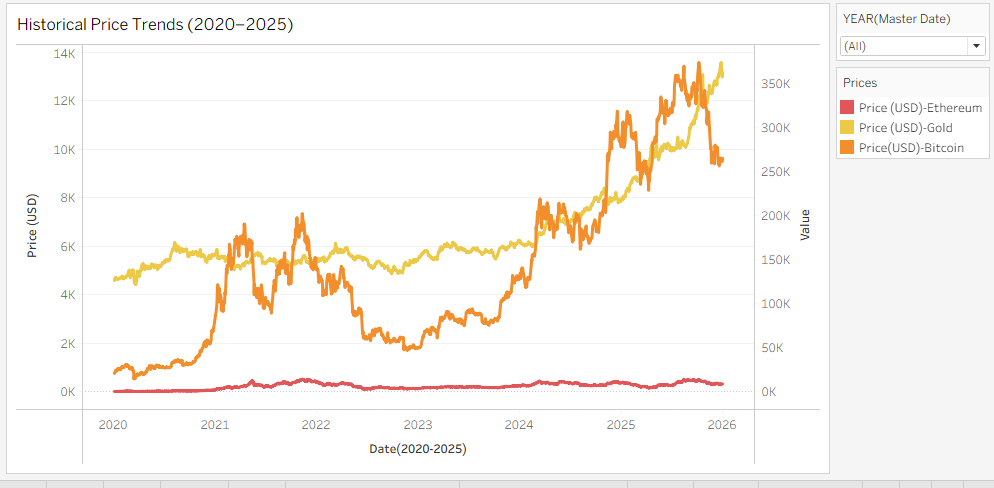 Historical Price Trends (2020–2025)
14K
12K
10K
8K
6K
4K
2K
0K
Price (USD)
350K
300K
250K
200K
150K
100K
50K
0K
Value
2020 2021 2022 2023 2024 2025 2026
Date(2020-2025)
YEAR(Master Date)
(All)
Prices
Price (USD)-Ethereum
Price (USD)-Gold
Price(USD)-Bitcoin